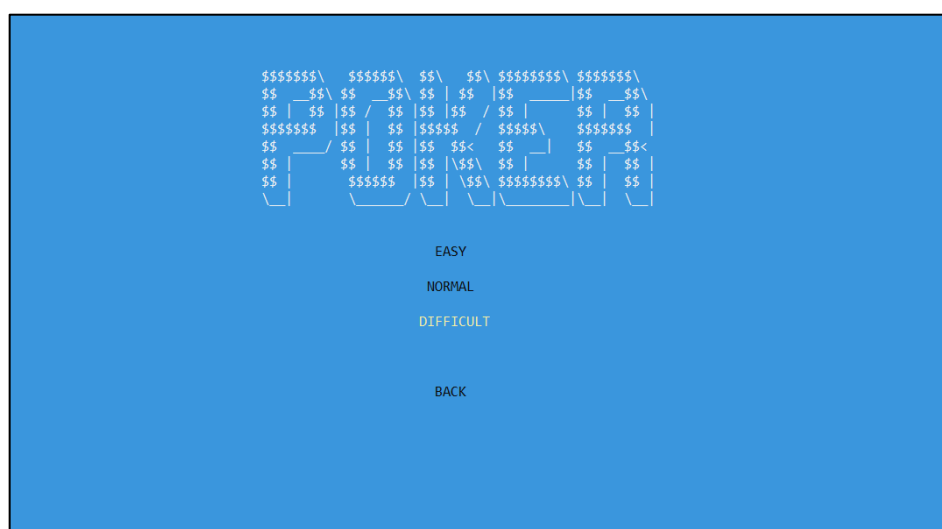 POKER
EASY
NORMAL
DIFFICULT
BACK